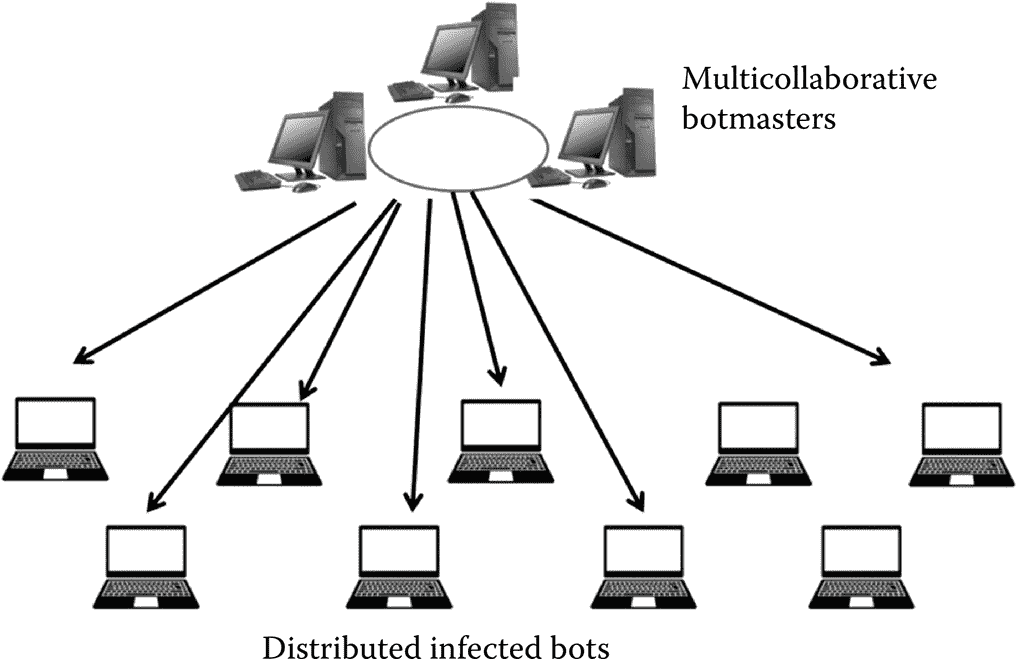 Multicollaborative
botmasters
Distributed infected bots